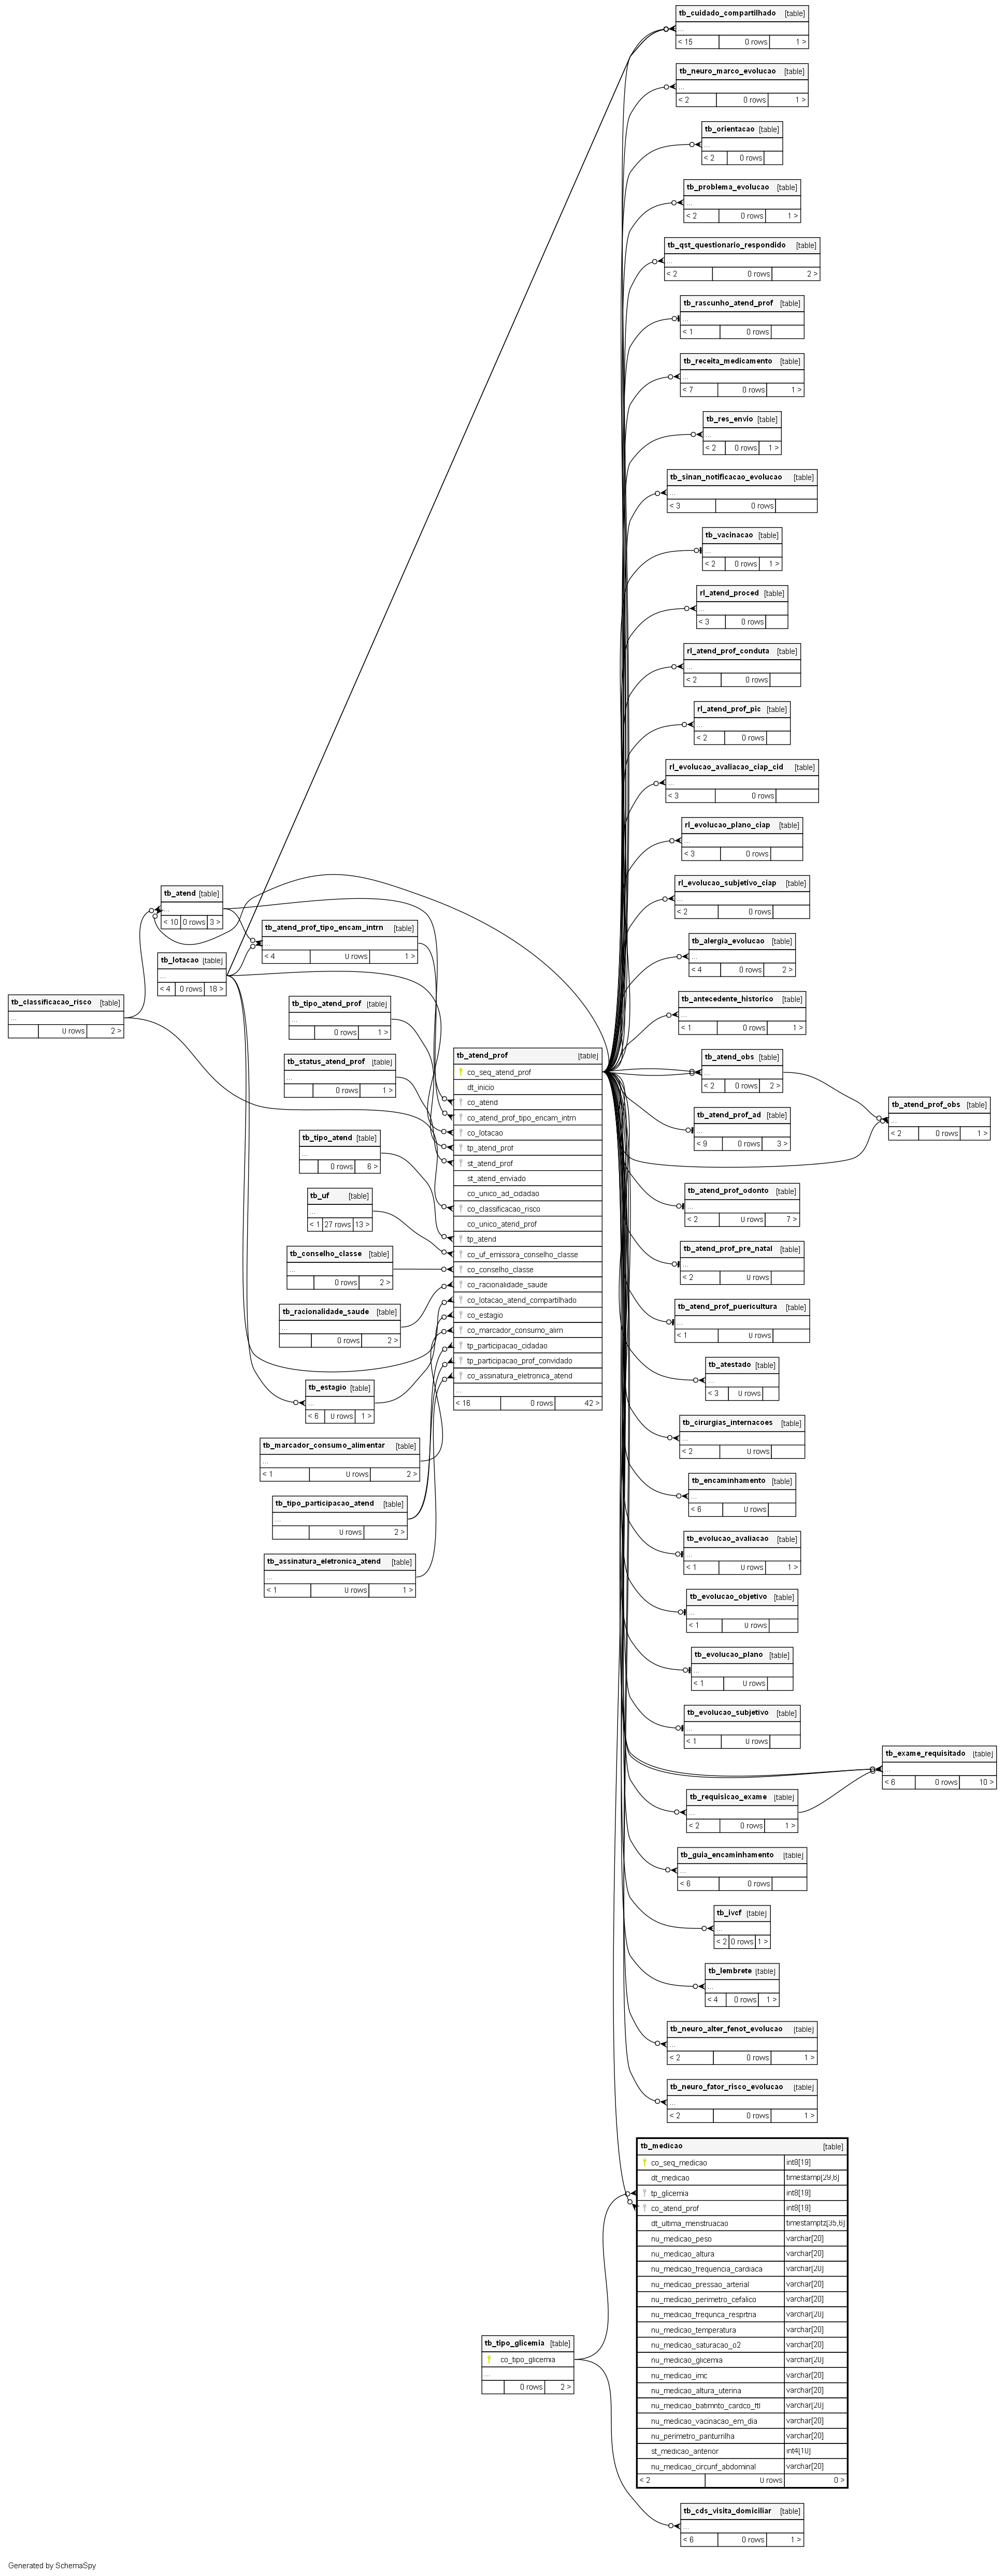 tb_cuidado_compartilhado [table]
...
< 15 0 rows 1 >
tb_neuro_marco_evolucao [table]
...
< 2 0 rows 1 >
tb_orientacao [table]
...
< 2 0 rows
tb_problema_evolucao [table]
...
< 2 0 rows 1 >
tb_qst_questionario_respondido [table]
...
< 2 0 rows 2 >
tb_rascunho_atend_prof [table]
...
< 1 0 rows
tb_receita_medicamento [table]
...
< 7 0 rows 1 >
tb_res_envio [table]
...
< 2 0 rows 1 >
tb_sinan_notificacao_evolucao [table]
...
< 3 0 rows
tb_vacinacao [table]
...
< 2 0 rows 1 >
rl_atend_proced [table]
...
< 3 0 rows
rl_atend_prof_conduta [table]
...
< 2 0 rows
rl_atend_prof_pic [table]
...
< 2 0 rows
rl_evolucao_avaliacao_ciap_cid [table]
...
< 3 0 rows
rl_evolucao_plano_ciap [table]
...
< 3 0 rows
rl_evolucao_subjetivo_ciap [table]
...
< 2 0 rows
tb_alergia_evolucao [table]
...
< 4 0 rows 2 >
tb_antecedente_historico [table]
...
< 1 0 rows 1 >
tb_atend_obs [table]
...
< 2 0 rows 2 >
tb_atend_prof_obs [table]
...
< 2 0 rows 1 >
tb_atend_prof_ad [table]
...
< 9 0 rows 3 >
tb_atend_prof_odonto [table]
...
< 2 0 rows 7 >
tb_atend_prof_pre_natal [table]
...
< 2 0 rows
tb_atend_prof_puericultura [table]
...
< 1 0 rows
tb_atestado [table]
...
< 3 0 rows
tb_cirurgias_internacoes [table]
...
< 2 0 rows
tb_encaminhamento [table]
...
< 6 0 rows
tb_evolucao_avaliacao [table]
...
< 1 0 rows 1 >
tb_evolucao_objetivo [table]
...
< 1 0 rows
tb_evolucao_plano [table]
...
< 1 0 rows
tb_evolucao_subjetivo [table]
...
< 1 0 rows
tb_exame_requisitado [table]
...
< 6 0 rows 10 >
tb_requisicao_exame [table]
...
< 2 0 rows 1 >
tb_guia_encaminhamento [table]
...
< 6 0 rows
tb_ivcf [table]
...
< 2 0 rows 1 >
tb_lembrete [table]
...
< 4 0 rows 1 >
tb_neuro_alter_fenot_evolucao [table]
...
< 2 0 rows 1 >
tb_neuro_fator_risco_evolucao [table]
...
< 2 0 rows 1 >
tb_atend [table]
...
< 10 0 rows 3 >
tb_lotacao [table]
...
< 4 0 rows 18 >
tb_classificacao_risco [table]
...
0 rows 2 >
tb_atend_prof_tipo_encam_intrn [table]
...
< 4 0 rows 1 >
tb_tipo_atend_prof [table]
...
0 rows 1 >
tb_status_atend_prof [table]
...
0 rows 1 >
tb_tipo_atend [table]
...
0 rows 6 >
tb_uf [table]
...
< 1 27 rows 13 >
tb_conselho_classe [table]
...
0 rows 2 >
tb_racionalidade_saude [table]
...
0 rows 2 >
tb_estagio [table]
...
< 6 0 rows 1 >
tb_marcador_consumo_alimentar [table]
...
< 1 0 rows 2 >
tb_tipo_participacao_atend [table]
...
0 rows 2 >
tb_assinatura_eletronica_atend [table]
...
< 1 0 rows 1 >
tb_atend_prof [table]
co_seq_atend_prof
dt_inicio
co_atend
co_atend_prof_tipo_encam_intrn
co_lotacao
tp_atend_prof
st_atend_prof
st_atend_enviado
co_unico_ad_cidadao
co_classificacao_risco
co_unico_atend_prof
tp_atend
co_uf_emissora_conselho_classe
co_conselho_classe
co_racionalidade_saude
co_lotacao_atend_compartilhado
co_estagio
co_marcador_consumo_alim
tp_participacao_cidadao
tp_participacao_prof_convidado
co_assinatura_eletronica_atend
...
< 16 0 rows 42 >
tb_medicao [table]
co_seq_medicao int8[19]
dt_medicao timestamp[29,6]
tp_glicemia int8[19]
co_atend_prof int8[19]
dt_ultima_menstruacao timestamptz[35,6]
nu_medicao_peso varchar[20]
nu_medicao_altura varchar[20]
nu_medicao_frequencia_cardiaca varchar[20]
nu_medicao_pressao_arterial varchar[20]
nu_medicao_perimetro_cefalico varchar[20]
nu_medicao_frequnca_resprtna varchar[20]
nu_medicao_temperatura varchar[20]
nu_medicao_saturacao_o2 varchar[20]
nu_medicao_glicemia varchar[20]
nu_medicao_imc varchar[20]
nu_medicao_altura_uterina varchar[20]
nu_medicao_batimnto_cardco_ftl varchar[20]
nu_medicao_vacinacao_em_dia varchar[20]
nu_perimetro_panturrilha varchar[20]
st_medicao_anterior int4[10]
nu_medicao_circunf_abdominal varchar[20]
< 2 0 rows 0 >
tb_tipo_glicemia [table]
co_tipo_glicemia
...
0 rows 2 >
tb_cds_visita_domiciliar [table]
...
< 6 0 rows 1 >
Generated by SchemaSpy